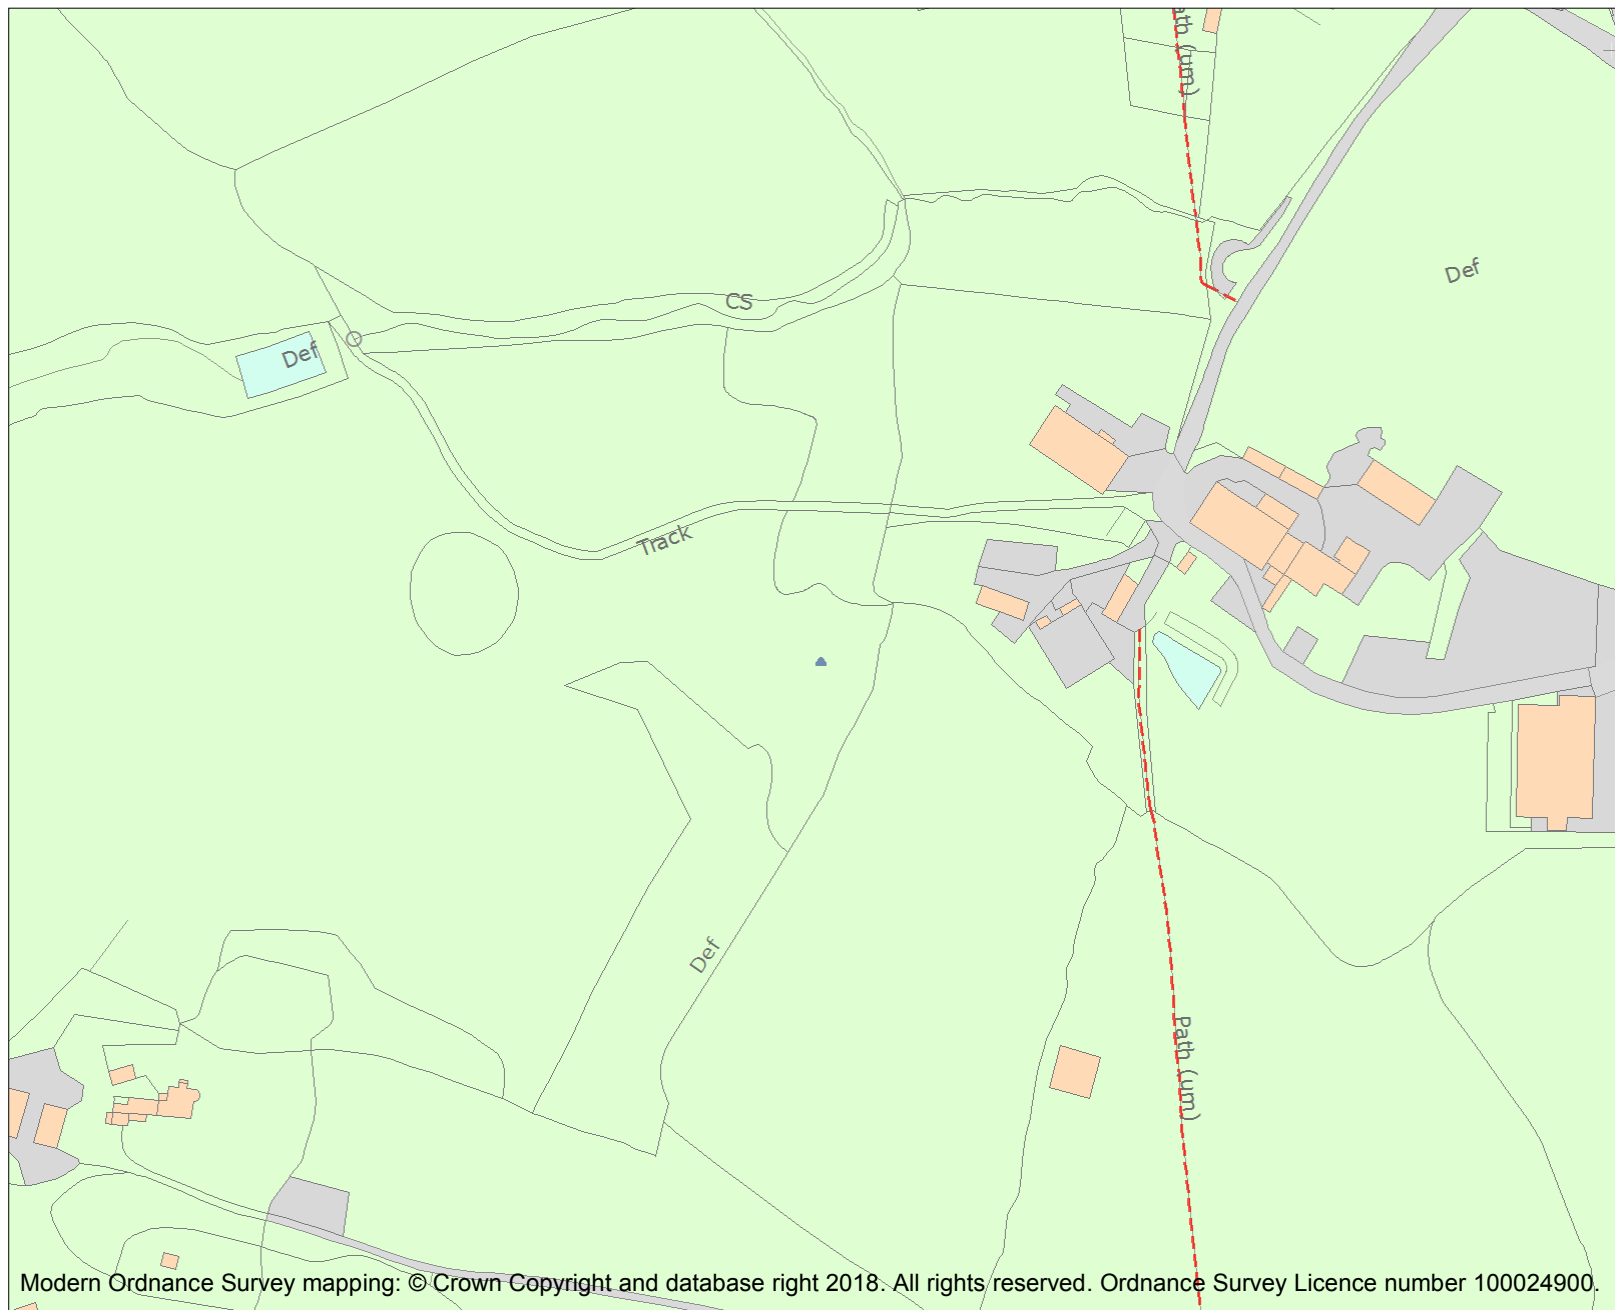 ath (um)
Def
CS
Def
Track
Def
Path (um)
Modern Ordnance Survey mapping: © Crown Copyright and database right 2018. All rights reserved. Ordnance Survey Licence number 100024900.